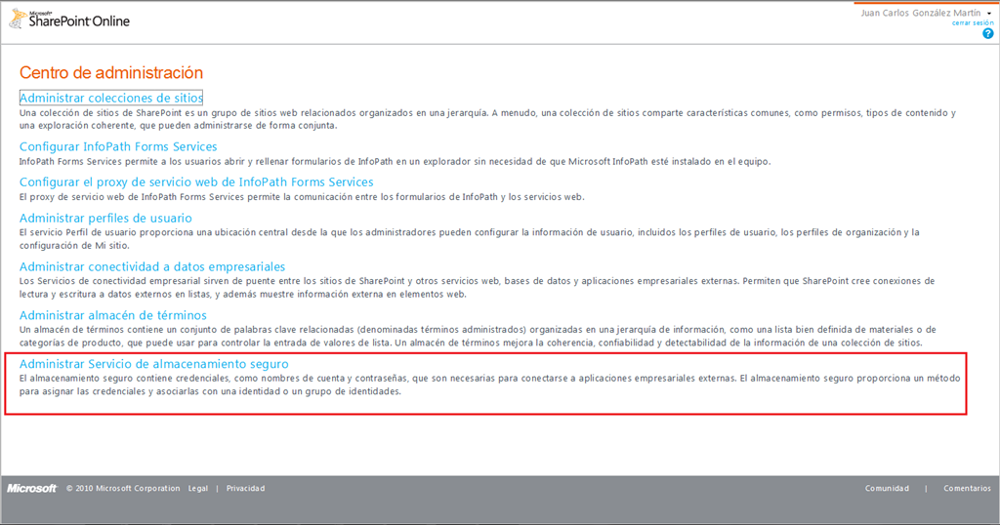 Microsoft
SharePoint Online
Juan Carlos González Martín
cerrar sesión
?
Centro de administración
Administrar colecciones de sitios
Una colección de sitios de SharePoint es un grupo de sitios web relacionados organizados en una jerarquía. A menudo, una colección de sitios comparte características comunes, como permisos, tipos de contenido y
una exploración coherente, que pueden administrarse de forma conjunta.
Configurar InfoPath Forms Services
InfoPath Forms Services permite a los usuarios abrir y rellenar formularios de InfoPath en un explorador sin necesidad de que Microsoft InfoPath esté instalado en el equipo.
Configurar el proxy de servicio web de InfoPath Forms Services
El proxy de servicio web de InfoPath Forms Services permite la comunicación entre los formularios de InfoPath y los servicios web.
Administrar perfiles de usuario
El servicio Perfil de usuario proporciona una ubicación central desde la que los administradores pueden configurar la información de usuario, incluidos los perfiles de usuario, los perfiles de organización y la
configuración de Mi sitio.
Administrar conectividad a datos empresariales
Los Servicios de conectividad empresarial sirven de puente entre los sitios de SharePoint y otros servicios web, bases de datos y aplicaciones empresariales externas. Permiten que SharePoint cree conexiones de
lectura y escritura a datos externos en listas, y además muestre información externa en elementos web.
Administrar almacén de términos
Un almacén de términos contiene un conjunto de palabras clave relacionadas (denominadas términos administrados) organizadas en una jerarquía de información, como una lista bien definida de materiales o de
categorías de producto, que puede usar para controlar la entrada de valores de lista. Un almacén de términos mejora la coherencia, confiabilidad y detectabilidad de la información de una colección de sitios.
Administrar Servicio de almacenamiento seguro
El almacenamiento seguro contiene credenciales, como nombres de cuenta y contraseñas, que son necesarias para conectarse a aplicaciones empresariales externas. El almacenamiento seguro proporciona un método
para asignar las credenciales y asociarlas con una identidad o un grupo de identidades.
Microsoft © 2010 Microsoft Corporation Legal | Privacidad Comunidad | Comentarios